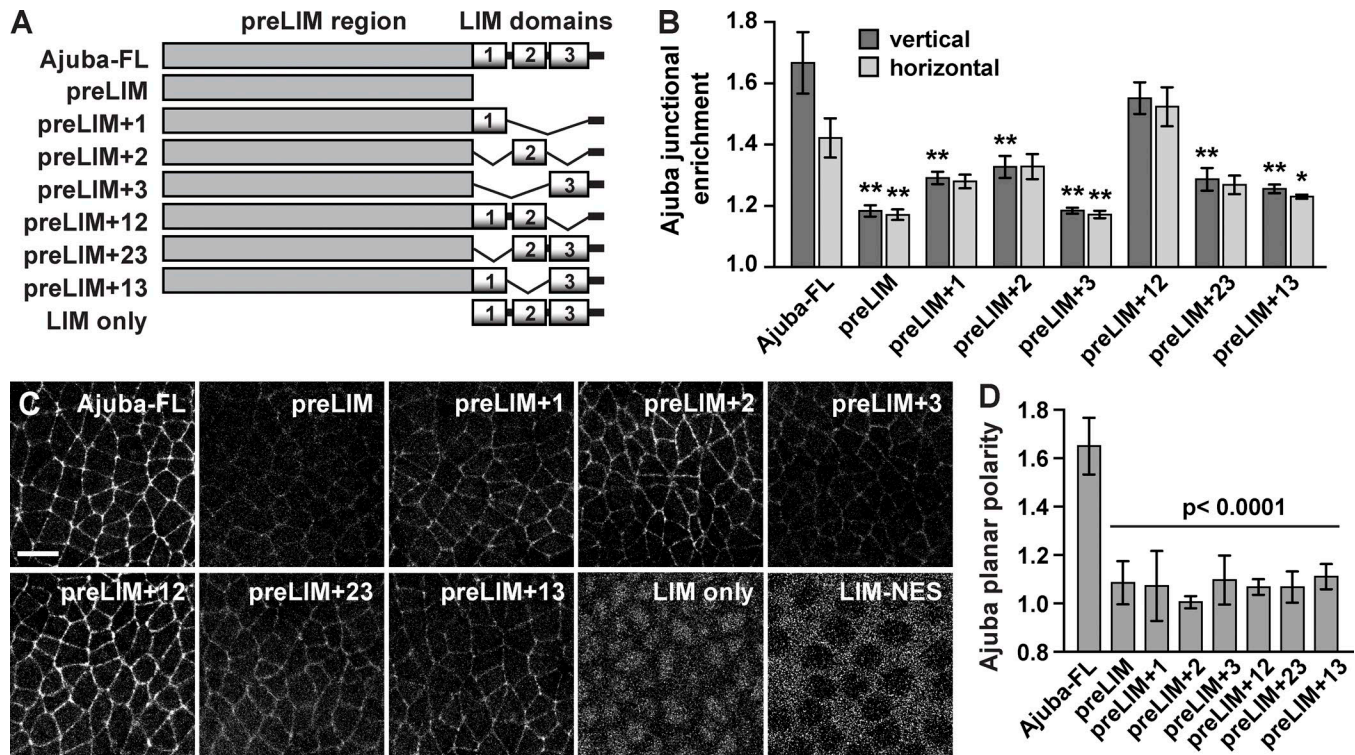 A
preLIM region LIM domains
Ajuba-FL 1 2 3
preLIM
preLIM+1 1
preLIM+2 2
preLIM+3 3
preLIM+12 1 2
preLIM+23 2 3
preLIM+13 1 3
LIM only 1 2 3
B
Ajuba junctional
enrichment
1.8
1.6
1.4
1.2
1.0
vertical
horizontal
** ** ** ** ** ** ** ** *
Ajuba-FL
preLIM
preLIM+1
preLIM+2
preLIM+3
preLIM+12
preLIM+23
preLIM+13
C
Ajuba-FL preLIM preLIM+1 preLIM+2 preLIM+3
preLIM+12 preLIM+23 preLIM+13 LIM only LIM-NES
D
Ajuba planar polarity
1.8
1.6
1.4
1.2
1.0
0.8
p< 0.0001
Ajuba-FL
preLIM
preLIM+1
preLIM+2
preLIM+3
preLIM+12
preLIM+23
preLIM+13